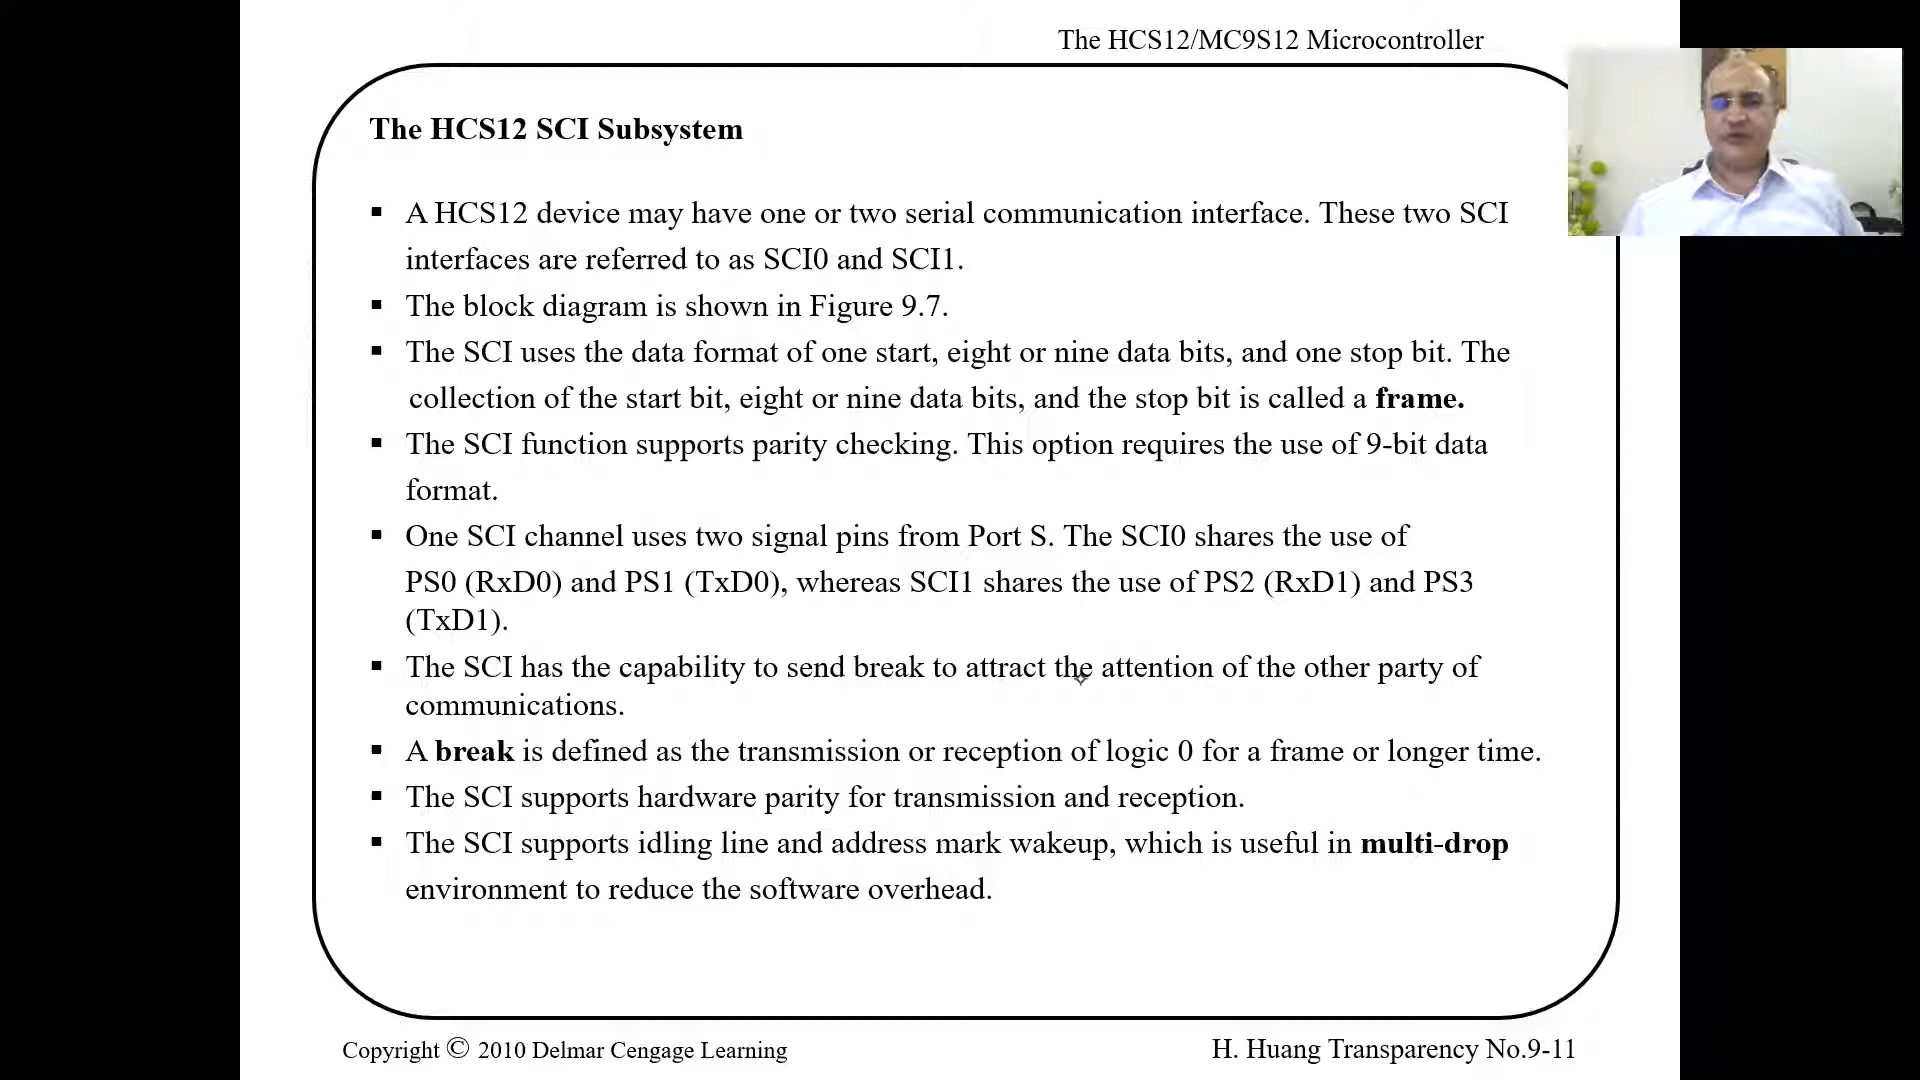 The HCS12/MC9S12 Microcontroller
The HCS12 SCI Subsystem
▪ A HCS12 device may have one or two serial communication interface. These two SCI
interfaces are referred to as SCI0 and SCI1.
▪ The block diagram is shown in Figure 9.7.
▪ The SCI uses the data format of one start, eight or nine data bits, and one stop bit. The
collection of the start bit, eight or nine data bits, and the stop bit is called a frame.
▪ The SCI function supports parity checking. This option requires the use of 9-bit data
format.
▪ One SCI channel uses two signal pins from Port S. The SCI0 shares the use of
PS0 (RxD0) and PS1 (TxD0), whereas SCI1 shares the use of PS2 (RxD1) and PS3
(TxD1).
▪ The SCI has the capability to send break to attract the attention of the other party of
communications.
▪ A break is defined as the transmission or reception of logic 0 for a frame or longer time.
▪ The SCI supports hardware parity for transmission and reception.
▪ The SCI supports idling line and address mark wakeup, which is useful in multi-drop
environment to reduce the software overhead.
Copyright © 2010 Delmar Cengage Learning
H. Huang Transparency No.9-11